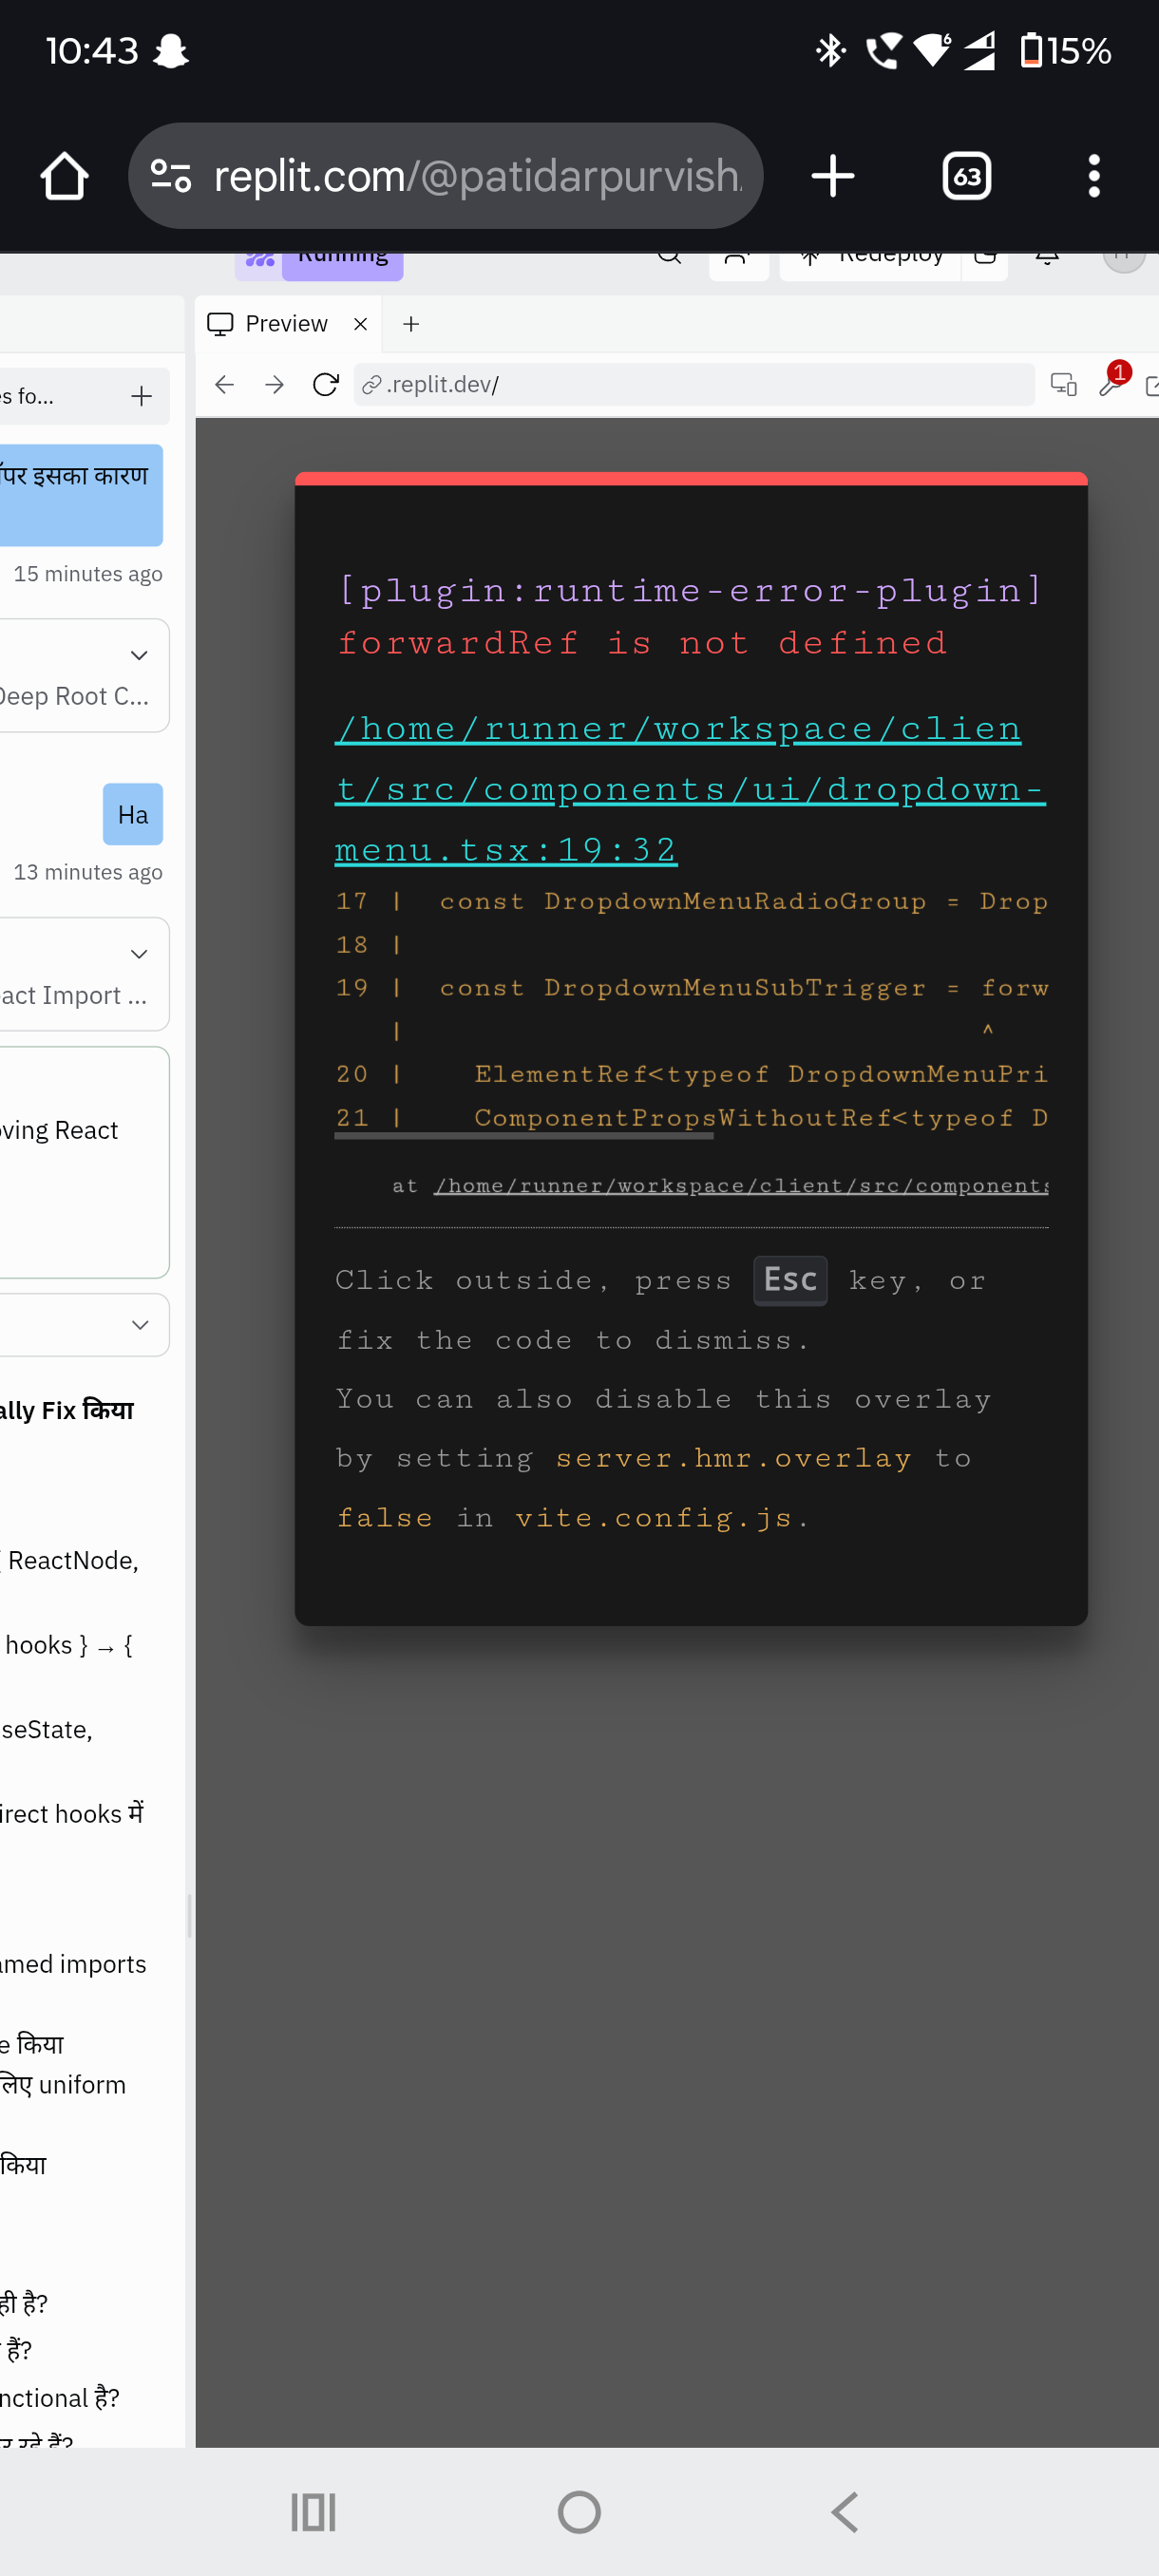 10:43
6
15%
replit.com/@patidarpurvish
63
Running
Redeploy
Preview
.replit.dev/
1
es fo...
इसका कारण
15 minutes ago
Deep Root C...
Ha
13 minutes ago
act Import ...
ving React
ally Fix किया
{ ReactNode,
hooks } → {
seState,
irect hooks में
amed imports
e किया
लिए uniform
किया
ही है?
हैं?
nctional है?
[plugin:runtime-error-plugin]
forwardRef is not defined
/home/runner/workspace/clien
t/src/components/ui/dropdown-
menu.tsx:19:32
17 | const DropdownMenuRadioGroup = Drop
18 |
19 | const DropdownMenuSubTrigger = forw
| ^
20 | ElementRef<typeof DropdownMenuPri
21 | ComponentPropsWithoutRef<typeof D
at /home/runner/workspace/client/src/components
Click outside, press Esc key, or
fix the code to dismiss.
You can also disable this overlay
by setting server.hmr.overlay to
false in vite.config.js.